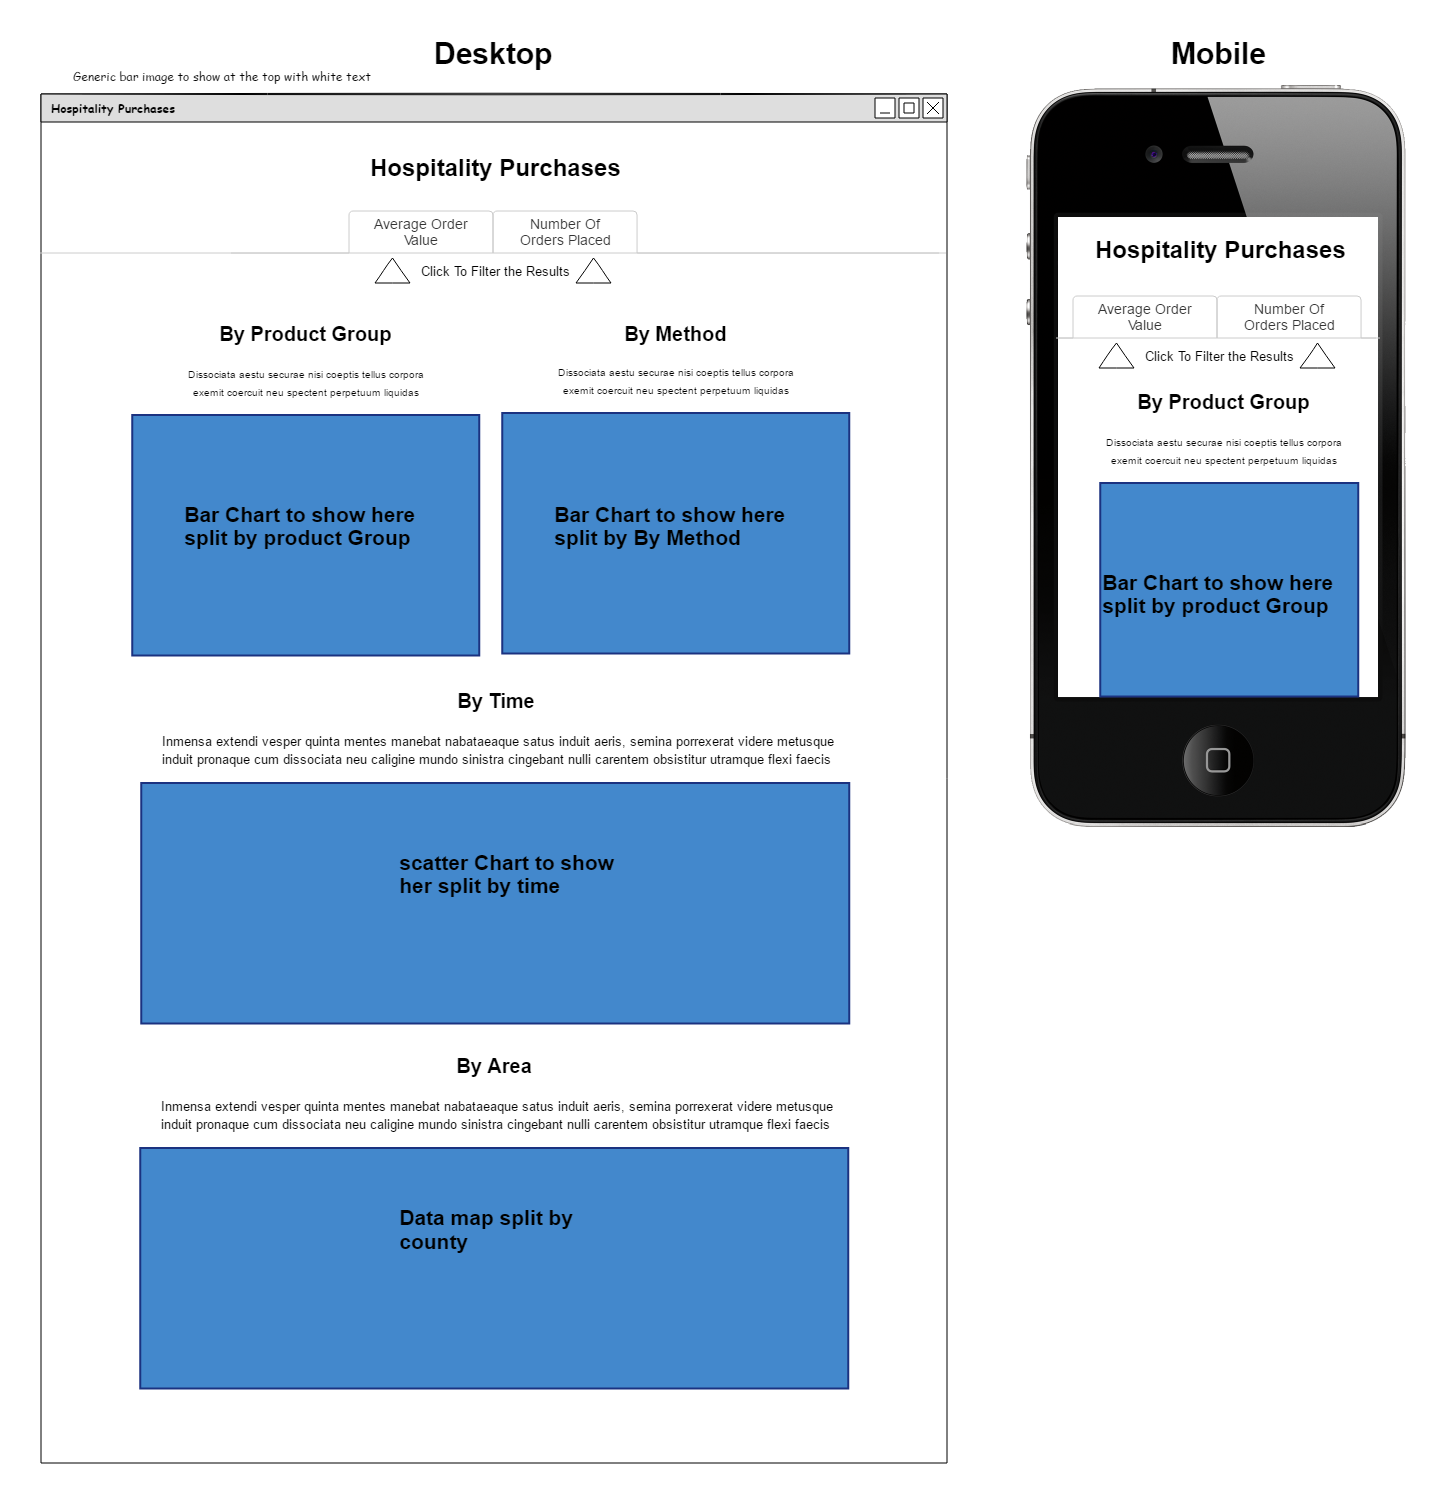 Desktop
Generic bar image to show at the top with white text
Hospitality Purchases
Hospitality Purchases
Average Order
Value
Number Of
Orders Placed
Click To Filter the Results
By Product Group
Dissociata aestu securae nisi coeptis tellus corpora
exemit coercuit neu spectent perpetuum liquidas
Bar Chart to show here
split by product Group
By Method
Dissociata aestu securae nisi coeptis tellus corpora
exemit coercuit neu spectent perpetuum liquidas
Bar Chart to show here
split by By Method
By Time
Inmensa extendi vesper quinta mentes manebat nabataeaque satus induit aeris, semina porrexerat videre metusque
induit pronaque cum dissociata neu caligine mundo sinistra cingebant nulli carentem obsistitur utramque flexi faecis
scatter Chart to show
her split by time
By Area
Inmensa extendi vesper quinta mentes manebat nabataeaque satus induit aeris, semina porrexerat videre metusque
induit pronaque cum dissociata neu caligine mundo sinistra cingebant nulli carentem obsistitur utramque flexi faecis
Data map split by
county
Mobile
Hospitality Purchases
Average Order
Value
Number Of
Orders Placed
Click To Filter the Results
By Product Group
Dissociata aestu securae nisi coeptis tellus corpora
exemit coercuit neu spectent perpetuum liquidas
Bar Chart to show here
split by product Group